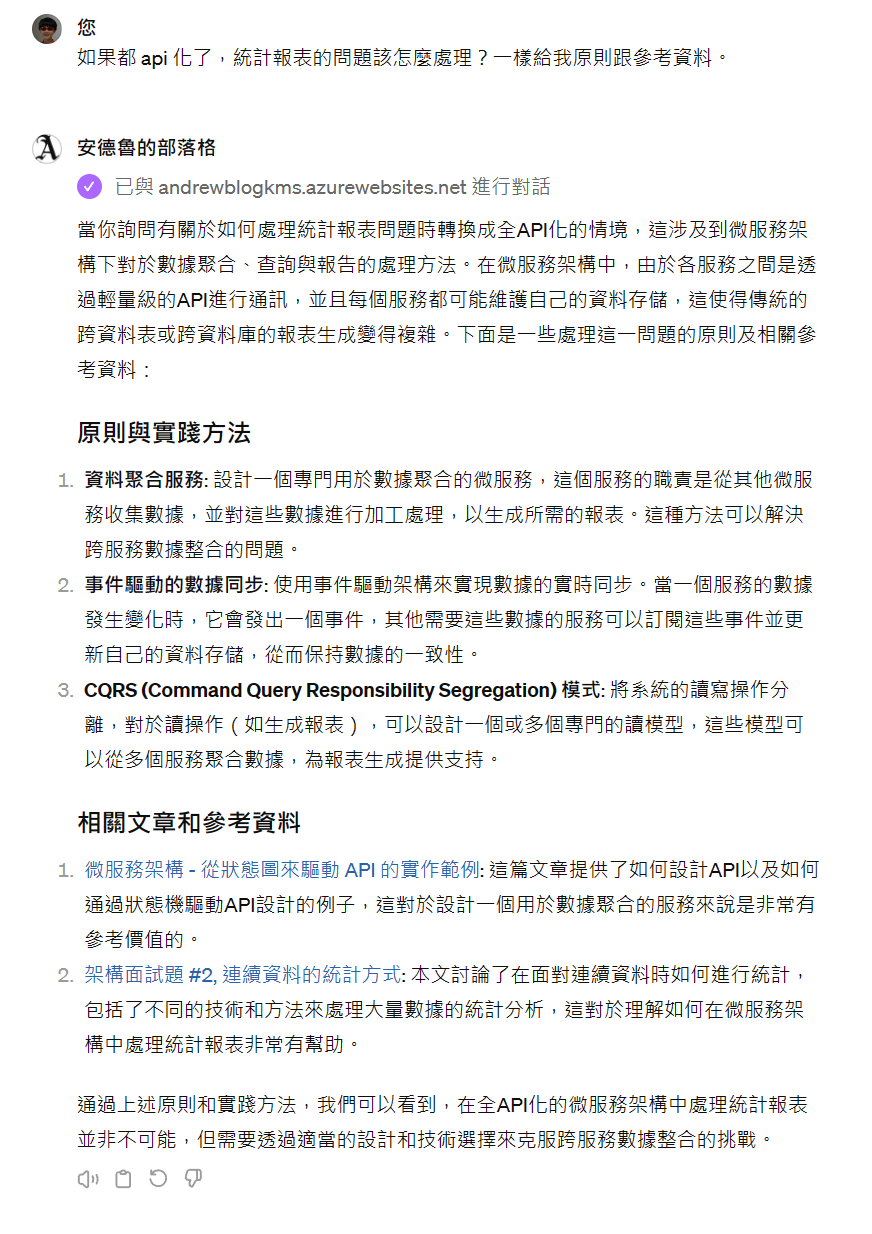 您
如果都 api 化了，統計報表的問題該怎麼處理？一樣給我原則跟參考資料。
安德魯的部落格
已與 andrewblogkms.azurewebsites.net 進行對話
當你詢問有關於如何處理統計報表問題時轉換成全API化的情境，這涉及到微服務架
構下對於數據聚合、查詢與報告的處理方法。在微服務架構中，由於各服務之間是透
過輕量級的API進行通訊，並且每個服務都可能維護自己的資料存儲，這使得傳統的
跨資料表或跨資料庫的報表生成變得複雜。下面是一些處理這一問題的原則及相關參
考資料：
原則與實踐方法
1. 資料聚合服務: 設計一個專門用於數據聚合的微服務，這個服務的職責是從其他微服
務收集數據，並對這些數據進行加工處理，以生成所需的報表。這種方法可以解決
跨服務數據整合的問題。
2. 事件驅動的數據同步: 使用事件驅動架構來實現數據的實時同步。當一個服務的數據
發生變化時，它會發出一個事件，其他需要這些數據的服務可以訂閱這些事件並更
新自己的資料存儲，從而保持數據的一致性。
3. CQRS (Command Query Responsibility Segregation) 模式: 將系統的讀寫操作分
離，對於讀操作（如生成報表），可以設計一個或多個專門的讀模型，這些模型可
以從多個服務聚合數據，為報表生成提供支持。
相關文章和參考資料
1. 微服務架構 - 從狀態圖來驅動 API 的實作範例: 這篇文章提供了如何設計API以及如何
通過狀態機驅動API設計的例子，這對於設計一個用於數據聚合的服務來說是非常有
參考價值的。
2. 架構面試題 #2, 連續資料的統計方式: 本文討論了在面對連續資料時如何進行統計，
包括了不同的技術和方法來處理大量數據的統計分析，這對於理解如何在微服務架
構中處理統計報表非常有幫助。
通過上述原則和實踐方法，我們可以看到，在全API化的微服務架構中處理統計報表
並非不可能，但需要透過適當的設計和技術選擇來克服跨服務數據整合的挑戰。